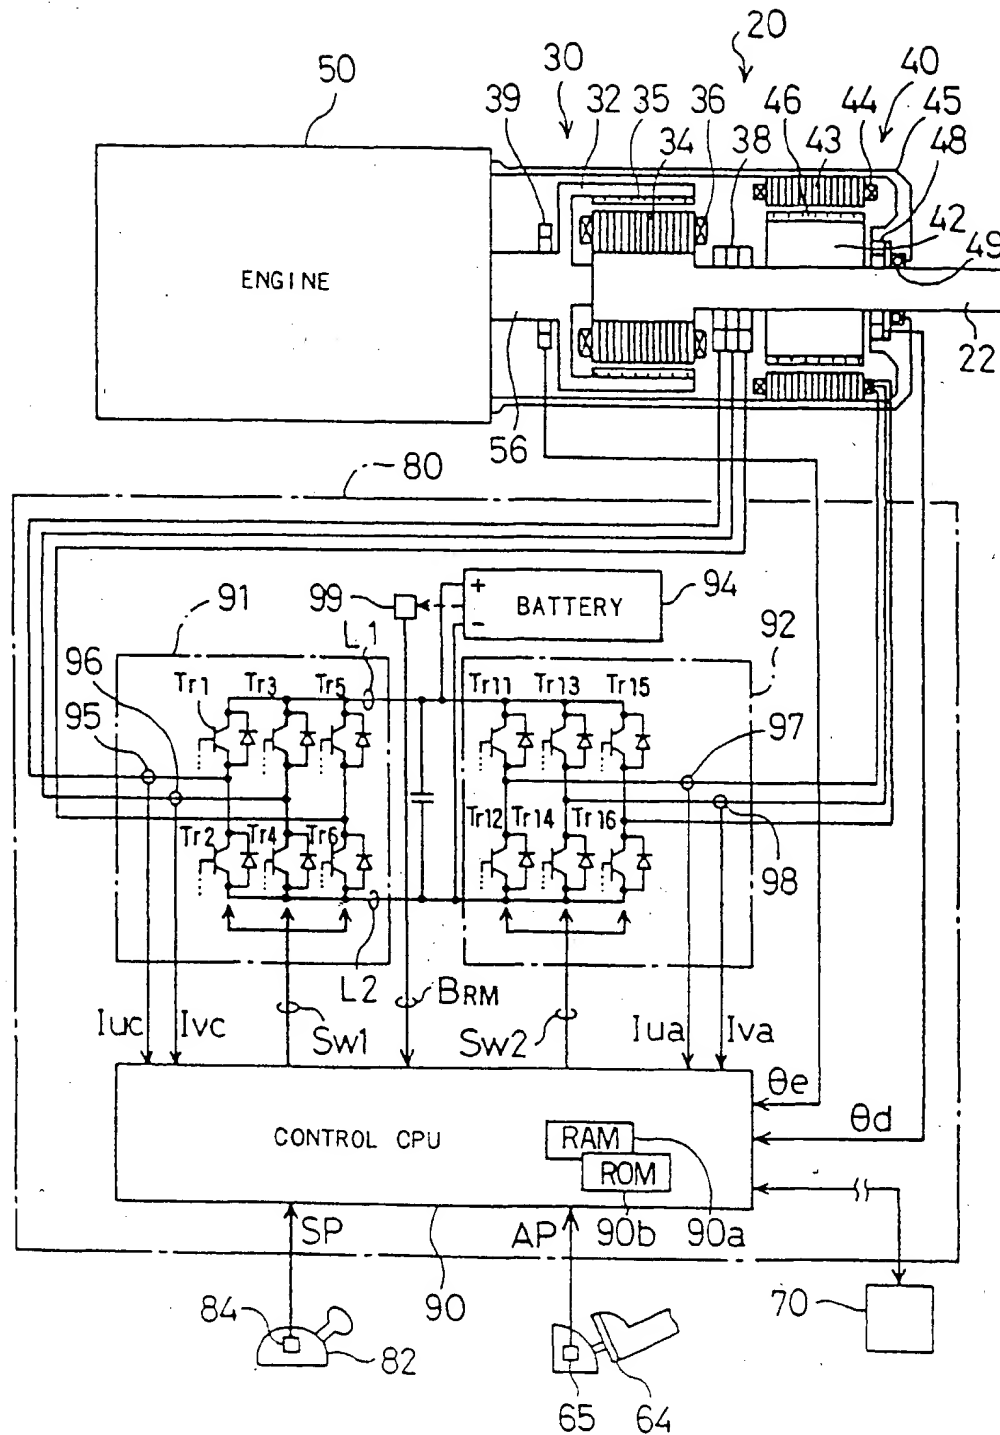 20
50
30
40
39
32
35
36
46
44
45
34
38
43
48
42
49
ENGINE
22
56
80
91
99
+
BATTERY
-
94
L1
92
96
Tr1
Tr3
Tr5
Tr11
Tr13
Tr15
95
97
Tr2
Tr4
Tr6
Tr12
Tr14
Tr16
98
L2
BRM
Iuc
Ivc
Sw1
Sw2
Iua
Iva
θe
θd
CONTROL CPU
RAM
ROM
SP
AP
90b
90a
84
90
70
82
65
64